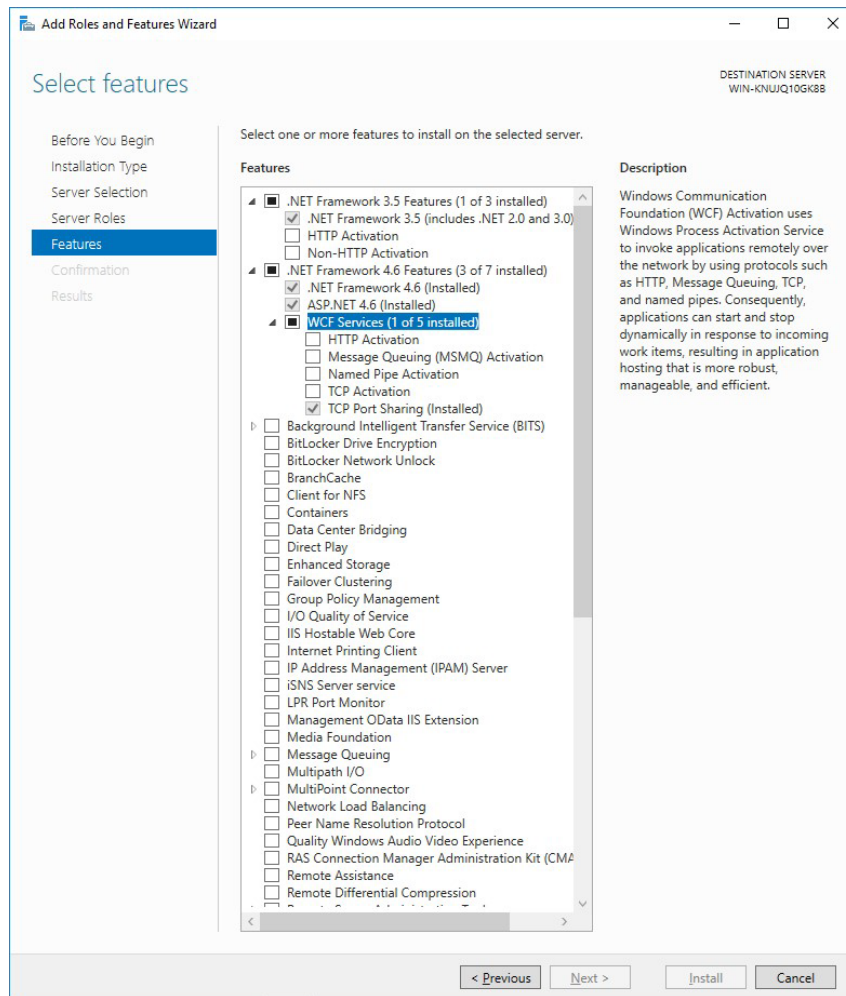 Add Roles and Features Wizard
Select features
DESTINATION SERVER
WIN-KNUJQ10GK8B
Before You Begin
Installation Type
Server Selection
Server Roles
Features
Confirmation
Results
Select one or more features to install on the selected server.
Features
.NET Framework 3.5 Features (1 of 3 installed)
.NET Framework 3.5 (includes .NET 2.0 and 3.0)
HTTP Activation
Non-HTTP Activation
.NET Framework 4.6 Features (3 of 7 installed)
.NET Framework 4.6 (Installed)
ASP.NET 4.6 (Installed)
WCF Services (1 of 5 installed)
HTTP Activation
Message Queuing (MSMQ) Activation
Named Pipe Activation
TCP Activation
TCP Port Sharing (Installed)
Background Intelligent Transfer Service (BITS)
BitLocker Drive Encryption
BitLocker Network Unlock
BranchCache
Client for NFS
Containers
Data Center Bridging
Direct Play
Enhanced Storage
Failover Clustering
Group Policy Management
I/O Quality of Service
IIS Hostable Web Core
Internet Printing Client
IP Address Management (IPAM) Server
iSNS Server service
LPR Port Monitor
Management OData IIS Extension
Media Foundation
Message Queuing
Multipath I/O
MultiPoint Connector
Network Load Balancing
Peer Name Resolution Protocol
Quality Windows Audio Video Experience
RAS Connection Manager Administration Kit (CMA
Remote Assistance
Remote Differential Compression
Description
Windows Communication
Foundation (WCF) Activation uses
Windows Process Activation Service
to invoke applications remotely over
the network by using protocols such
as HTTP, Message Queuing, TCP,
and named pipes. Consequently,
applications can start and stop
dynamically in response to incoming
work items, resulting in application
hosting that is more robust,
manageable, and efficient.
< Previous
Next >
Install
Cancel